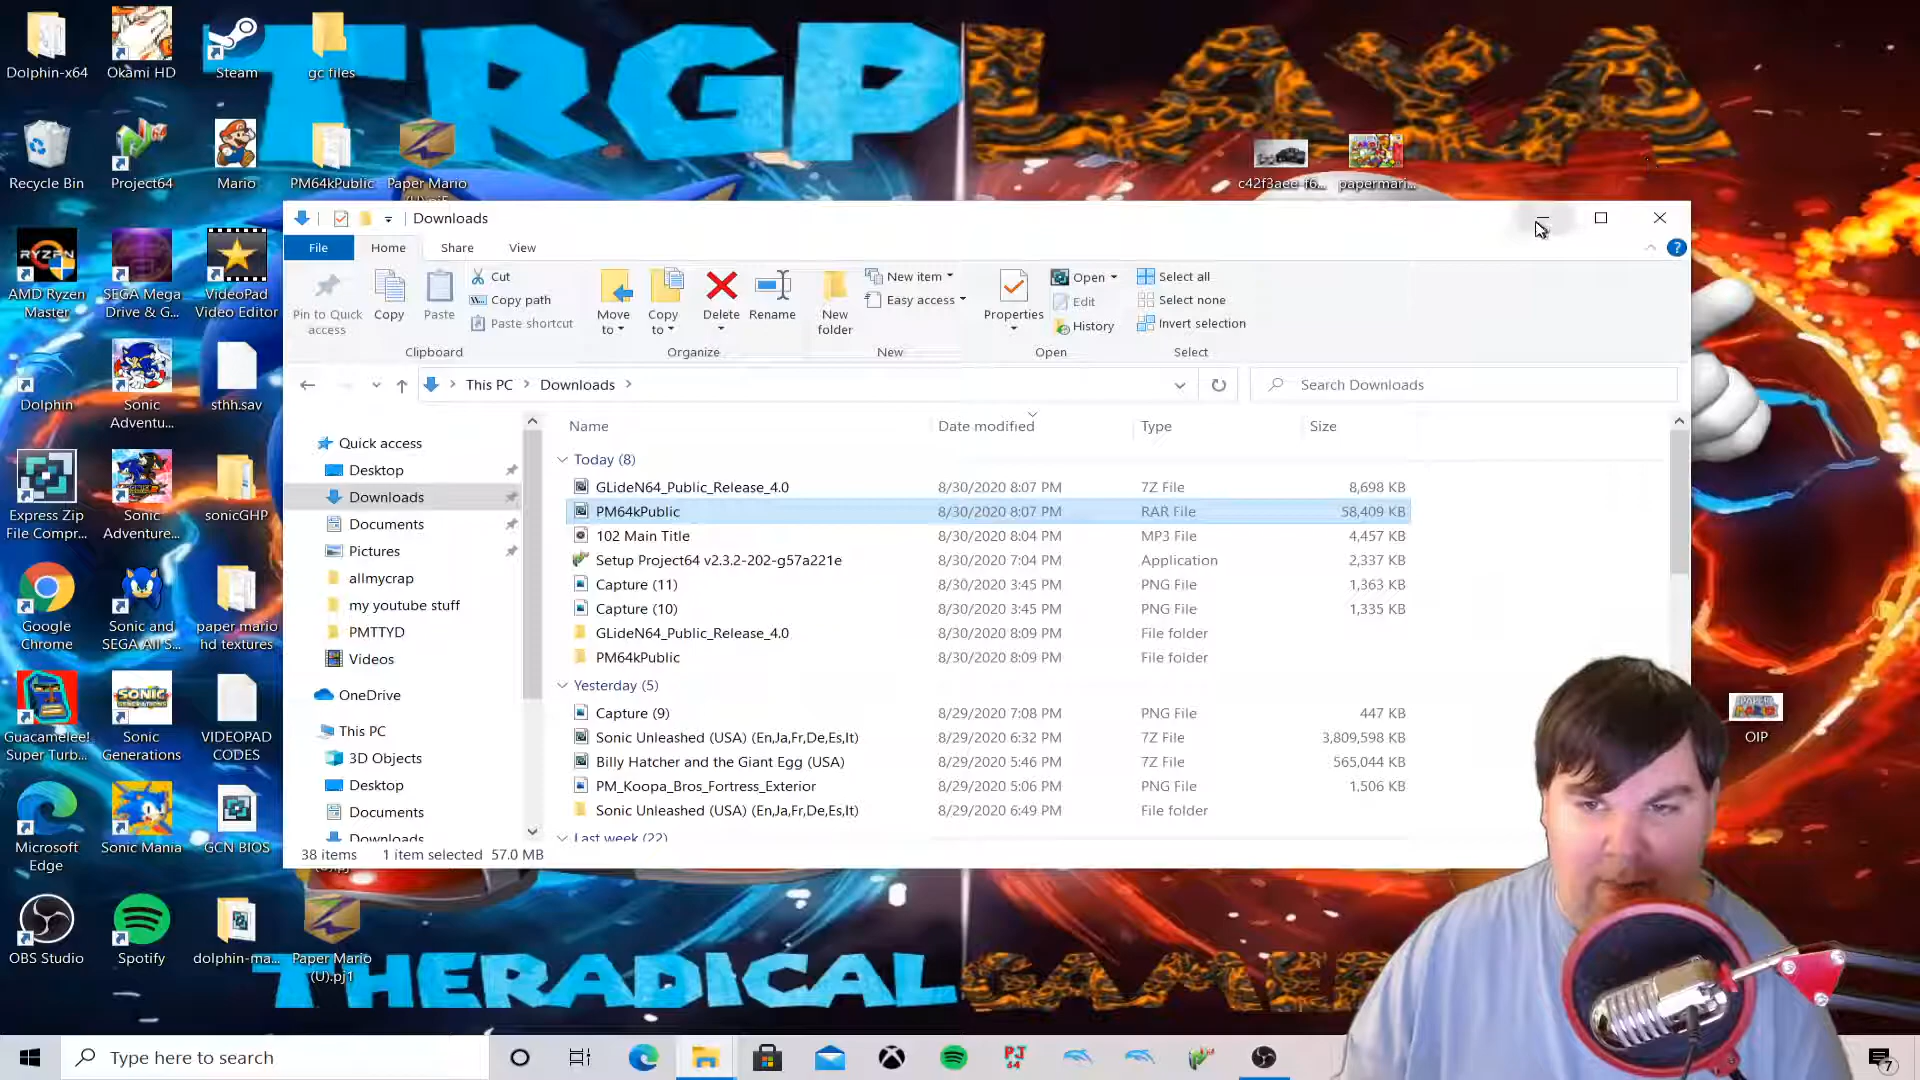 TRGPLAYA
Dolphin-x64
Okami HD
Steam
gc files
Recycle Bin
Project64
Mario
PM64kPublic
Paper Mario
c42f3aee-f6...
papermari...
Downloads
File
Home
Share
View
?
Pin to Quick
access
Copy
Paste
Cut
Copy path
Paste shortcut
Clipboard
Move
to
Copy
to
Delete
Rename
Organize
New
folder
New item
Easy access
New
Properties
Open
Edit
History
Open
Select all
Select none
Invert selection
Select
This PC
Downloads
Search Downloads
RYZEN
AMD Ryzen
Master
SEGA Mega
Drive & G...
VideoPad
Video Editor
Dolphin
Sonic
Adventu...
sthh.sav
Express Zip
File Compr...
Sonic
Adventure...
sonicGHP
Google
Chrome
Sonic and
SEGA All S...
paper mario
hd textures
Guacamelee!
Super Turb...
Sonic
Generations
VIDEOPAD
CODES
Microsoft
Edge
Sonic Mania
GCN BIOS
OBS Studio
Spotify
dolphin-ma...
Paper Mario
(U).pj1
Quick access
Desktop
Downloads
Documents
Pictures
allmycrap
my youtube stuff
PMTTYD
Videos
OneDrive
This PC
3D Objects
Desktop
Documents
Downloads
Name Date modified Type Size
Today (8)
GLideN64_Public_Release_4.0 8/30/2020 8:07 PM 7Z File 8,698 KB
PM64kPublic 8/30/2020 8:07 PM RAR File 58,409 KB
102 Main Title 8/30/2020 8:04 PM MP3 File 4,457 KB
Setup Project64 v2.3.2-202-g57a221e 8/30/2020 7:04 PM Application 2,337 KB
Capture (11) 8/30/2020 3:45 PM PNG File 1,363 KB
Capture (10) 8/30/2020 3:45 PM PNG File 1,335 KB
GLideN64_Public_Release_4.0 8/30/2020 8:09 PM File folder
PM64kPublic 8/30/2020 8:09 PM File folder
Yesterday (5)
Capture (9) 8/29/2020 7:08 PM PNG File 447 KB
Sonic Unleashed (USA) (En,Ja,Fr,De,Es,It) 8/29/2020 6:32 PM 7Z File 3,809,598 KB
Billy Hatcher and the Giant Egg (USA) 8/29/2020 5:46 PM 7Z File 565,044 KB
PM_Koopa_Bros_Fortress_Exterior 8/29/2020 5:06 PM PNG File 1,506 KB
Sonic Unleashed (USA) (En,Ja,Fr,De,Es,It) 8/29/2020 6:49 PM File folder
Last week (22)
38 items 1 item selected 57.0 MB
OIP
THERADICAL
Type here to search
PJ
64
7